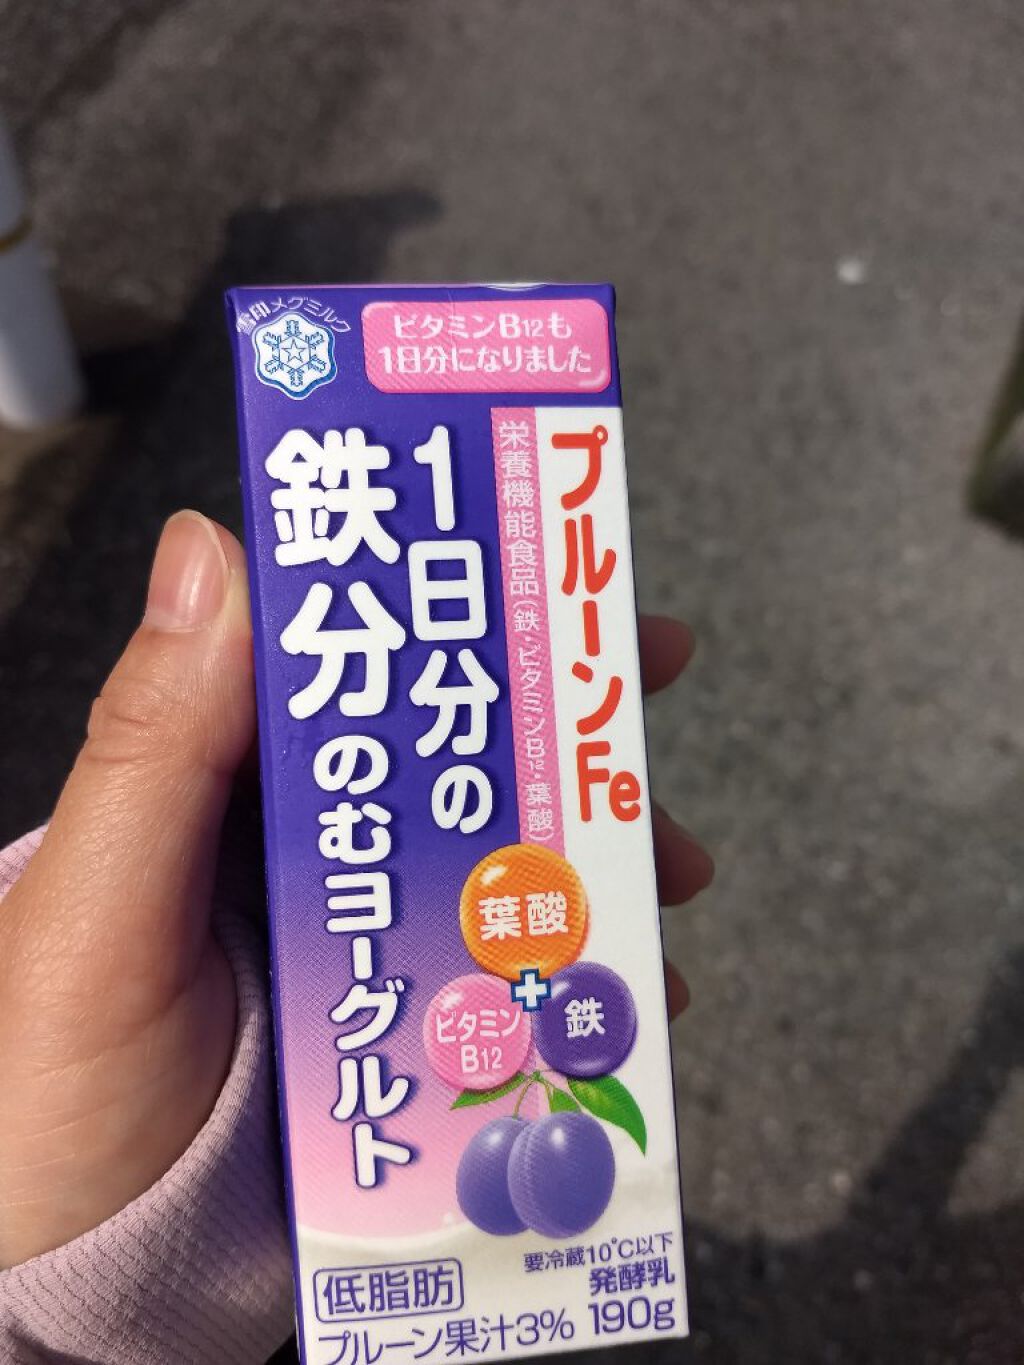 雪印メグミルク
ビタミンB12も
1日分になりました
プルーンFe
栄養機能食品(鉄・ビタミンB12・葉酸)
1日分の
鉄分のむヨーグルト
葉酸
+
ビタミン
B12
鉄
要冷蔵10℃以下
低脂肪
発酵乳
プルーン果汁3% 190g